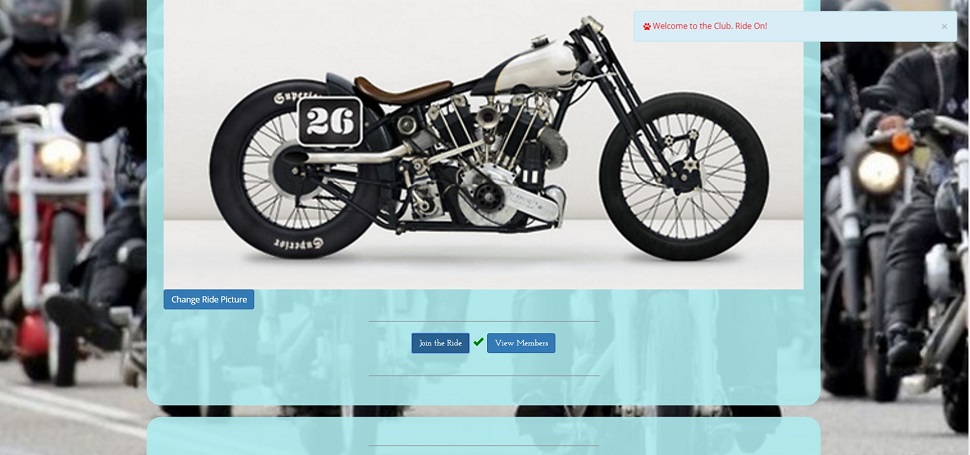 Welcome to the Club. Ride On!
×
Superior
26
Superior
Change Ride Picture
Join the Ride
View Members